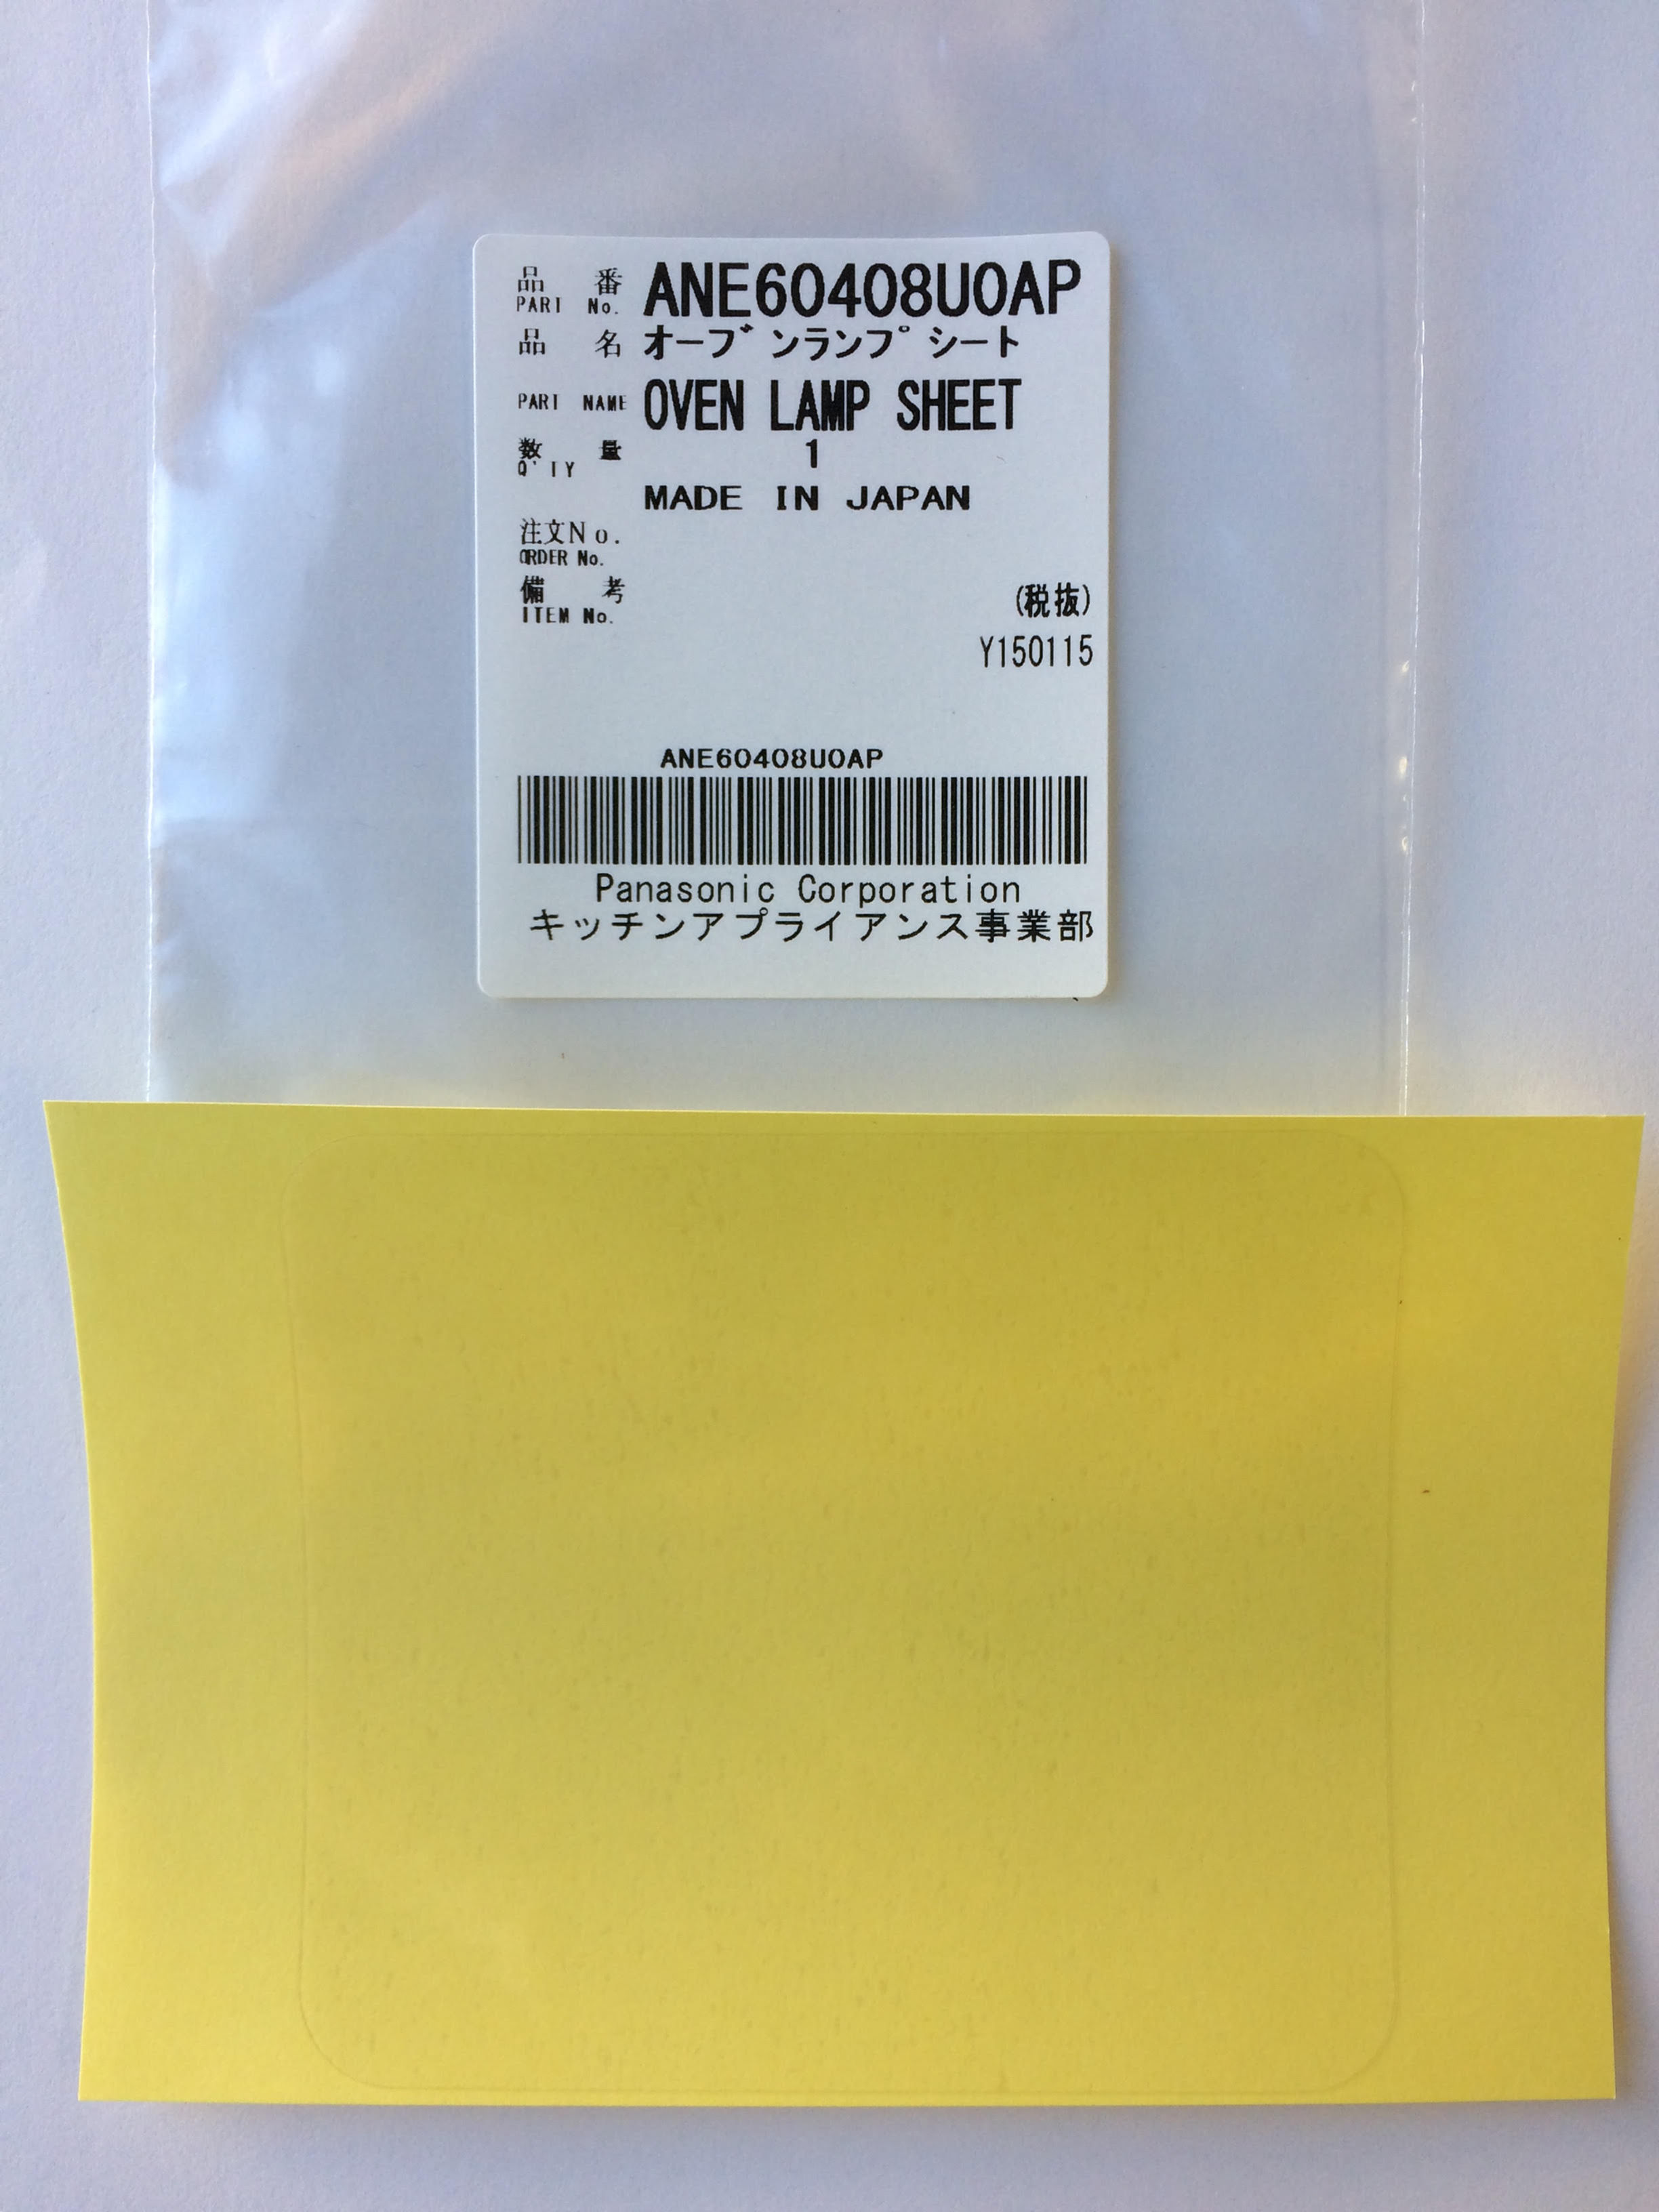 品 番 ANE60408U0AP
PART No.
品 名 オーブンランプシート
PART NAME OVEN LAMP SHEET
数 量 1
Q'TY
MADE IN JAPAN
注文No.
ORDER No.
備 考
ITEM No.
(税抜)
Y150115
ANE60408U0AP
Panasonic Corporation
キッチンアプライアンス事業部